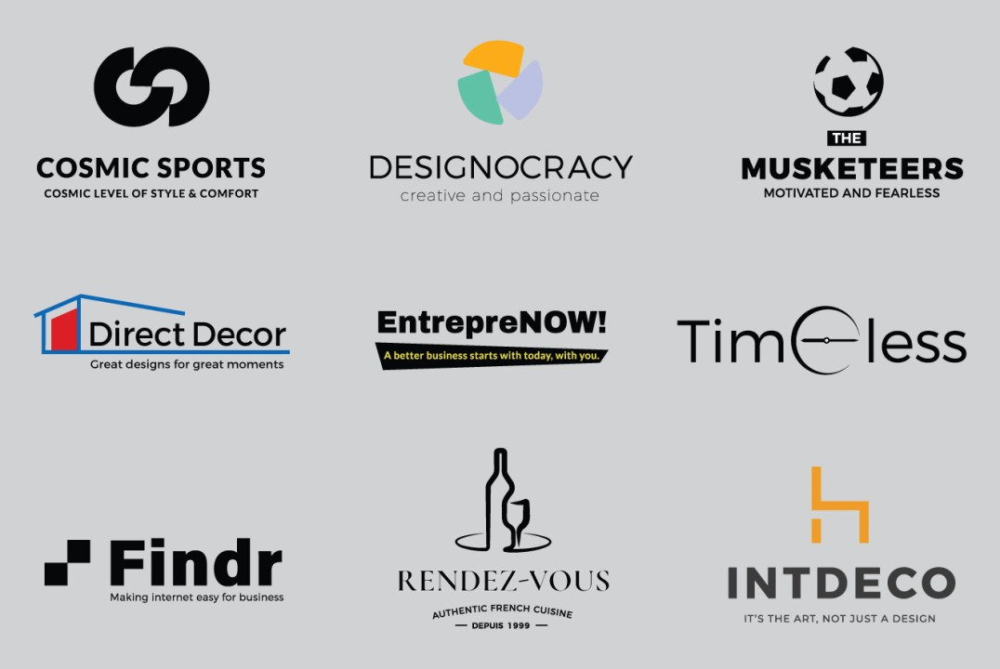 COSMIC SPORTS
COSMIC LEVEL OF STYLE & COMFORT
DESIGNOCRACY
creative and passionate
THE
MUSKETEERS
MOTIVATED AND FEARLESS
Direct Decor
Great designs for great moments
EntrepreNOW!
A better business starts with today, with you.
Timeless
Findr
Making internet easy for business
RENDEZ-VOUS
AUTHENTIC FRENCH CUISINE
DEPUIS 1999
INTDECO
IT'S THE ART, NOT JUST A DESIGN